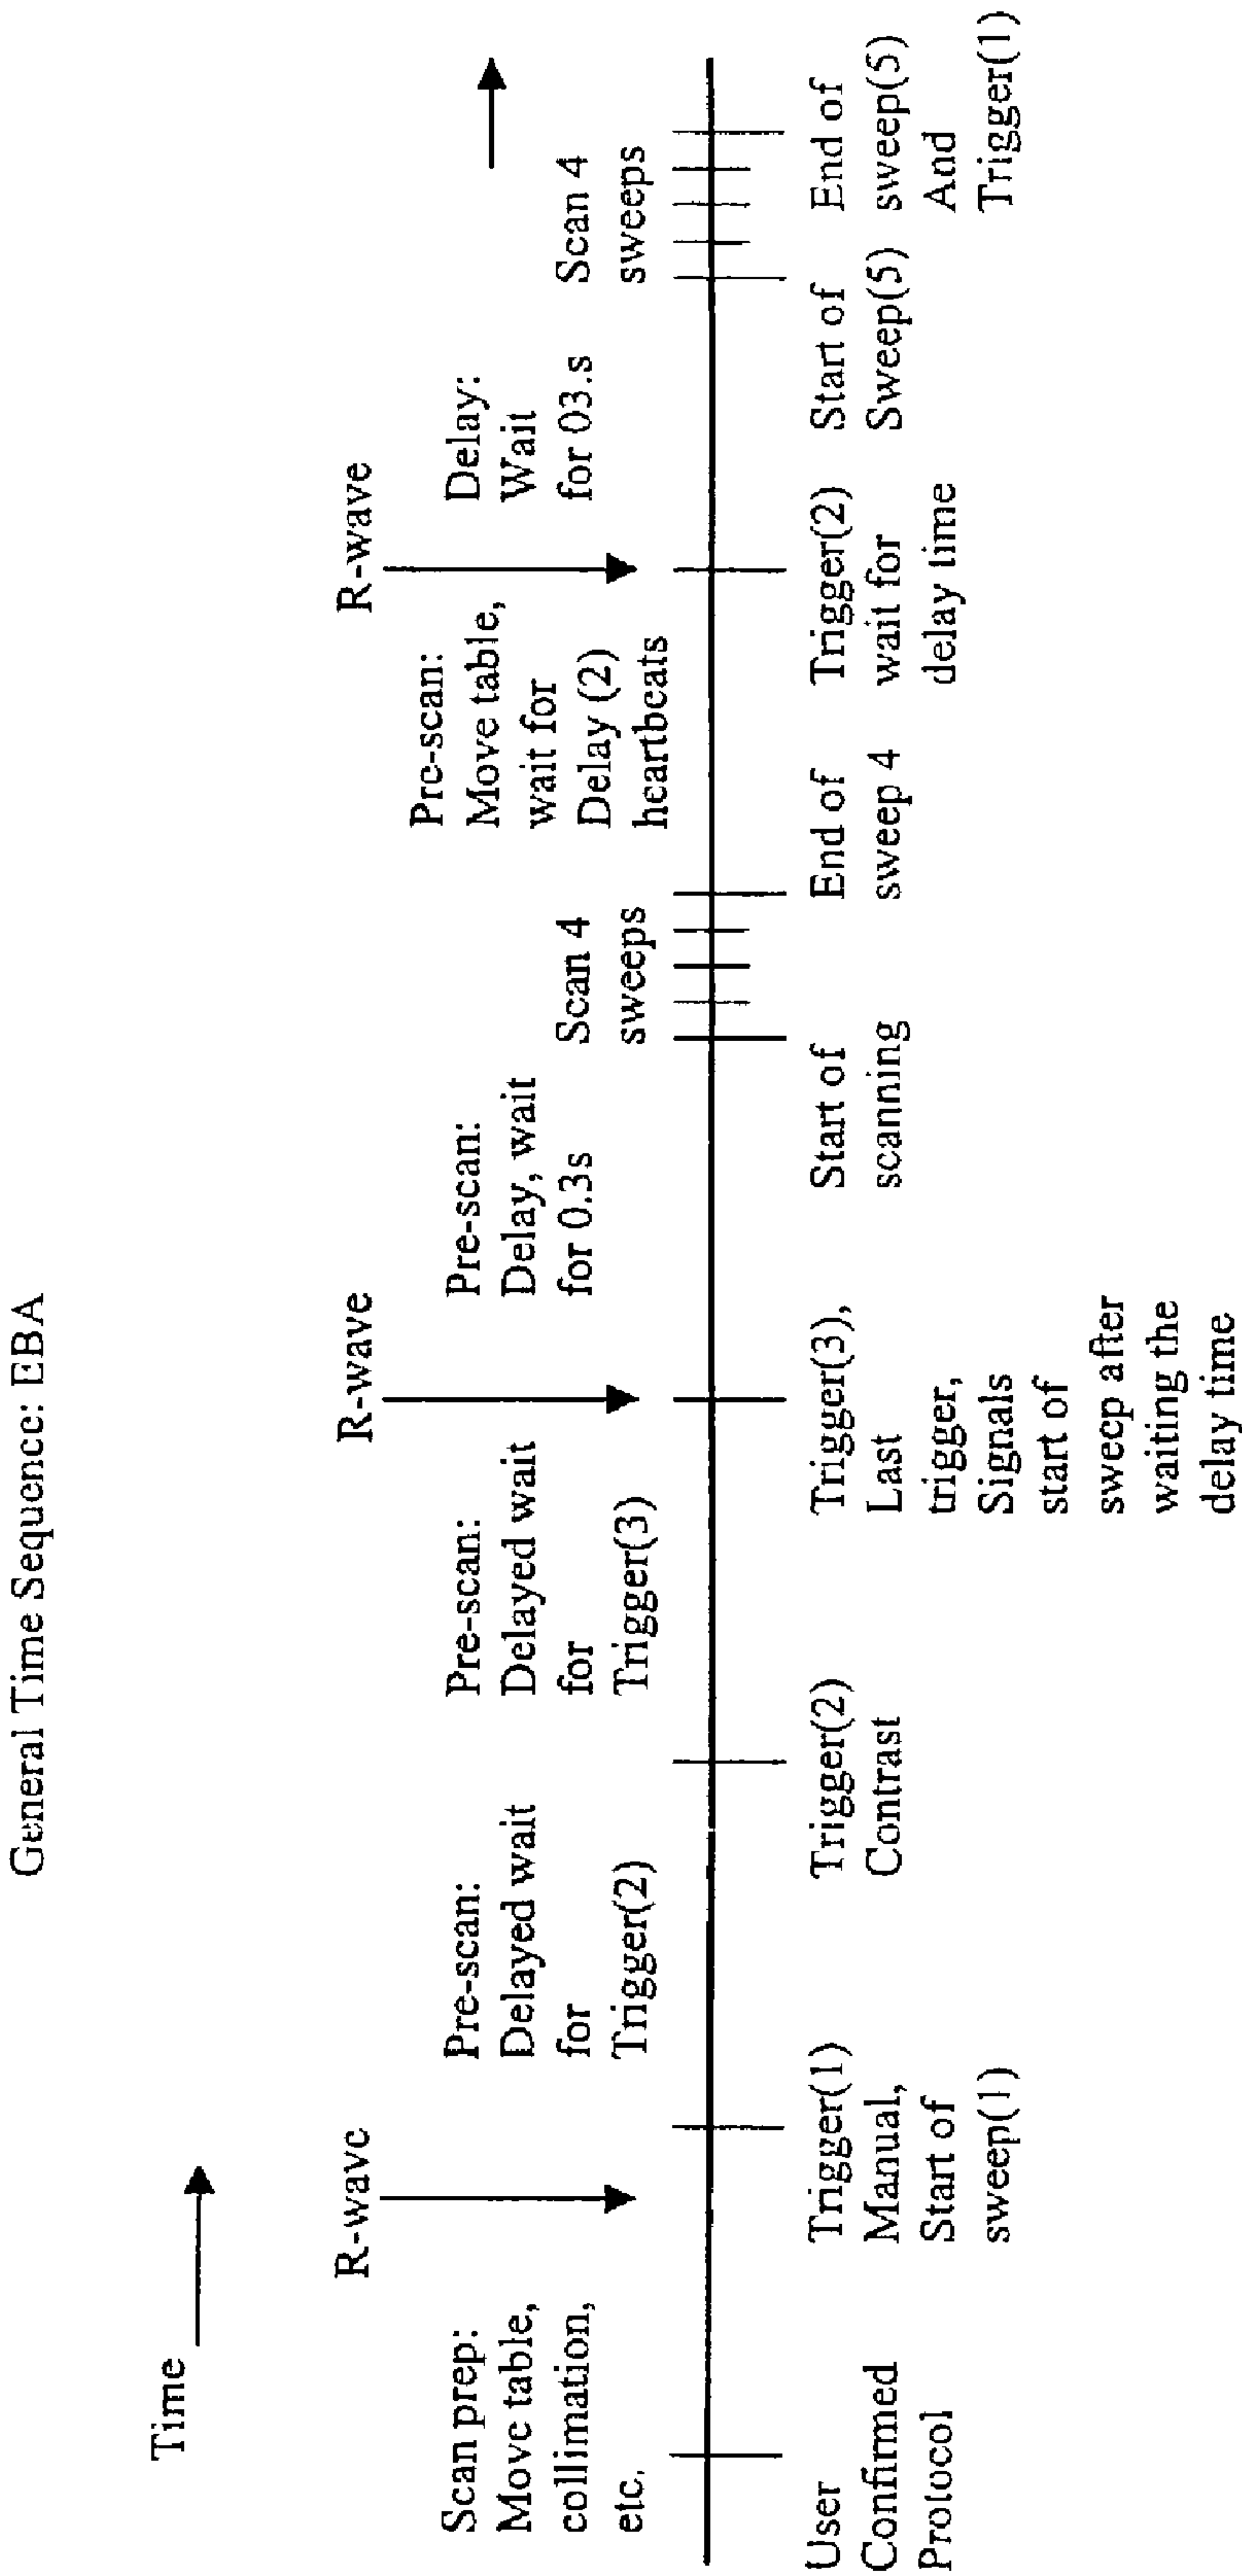 General Time Sequence: EBA
Time
R-wave
R-wave
R-wave
Scan prep:
Move table,
collimation,
etc.
Pre-scan:
Delayed wait
for
Trigger(2)
Pre-scan:
Delayed wait
for
Trigger(3)
Pre-scan:
Delay, wait
for 0.3s
Scan 4
sweeps
Pre-scan:
Move table,
wait for
Delay (2)
heartbeats
Delay:
Wait
for 03.s
Scan 4
sweeps
User
Confirmed
Protocol
Trigger(1)
Manual,
Start of
sweep(1)
Trigger(2)
Contrast
Trigger(3),
Last
trigger,
Signals
start of
sweep after
waiting the
delay time
Start of
scanning
End of
sweep 4
Trigger(2)
wait for
delay time
Start of
Sweep(5)
End of
sweep(5)
And
Trigger(1)